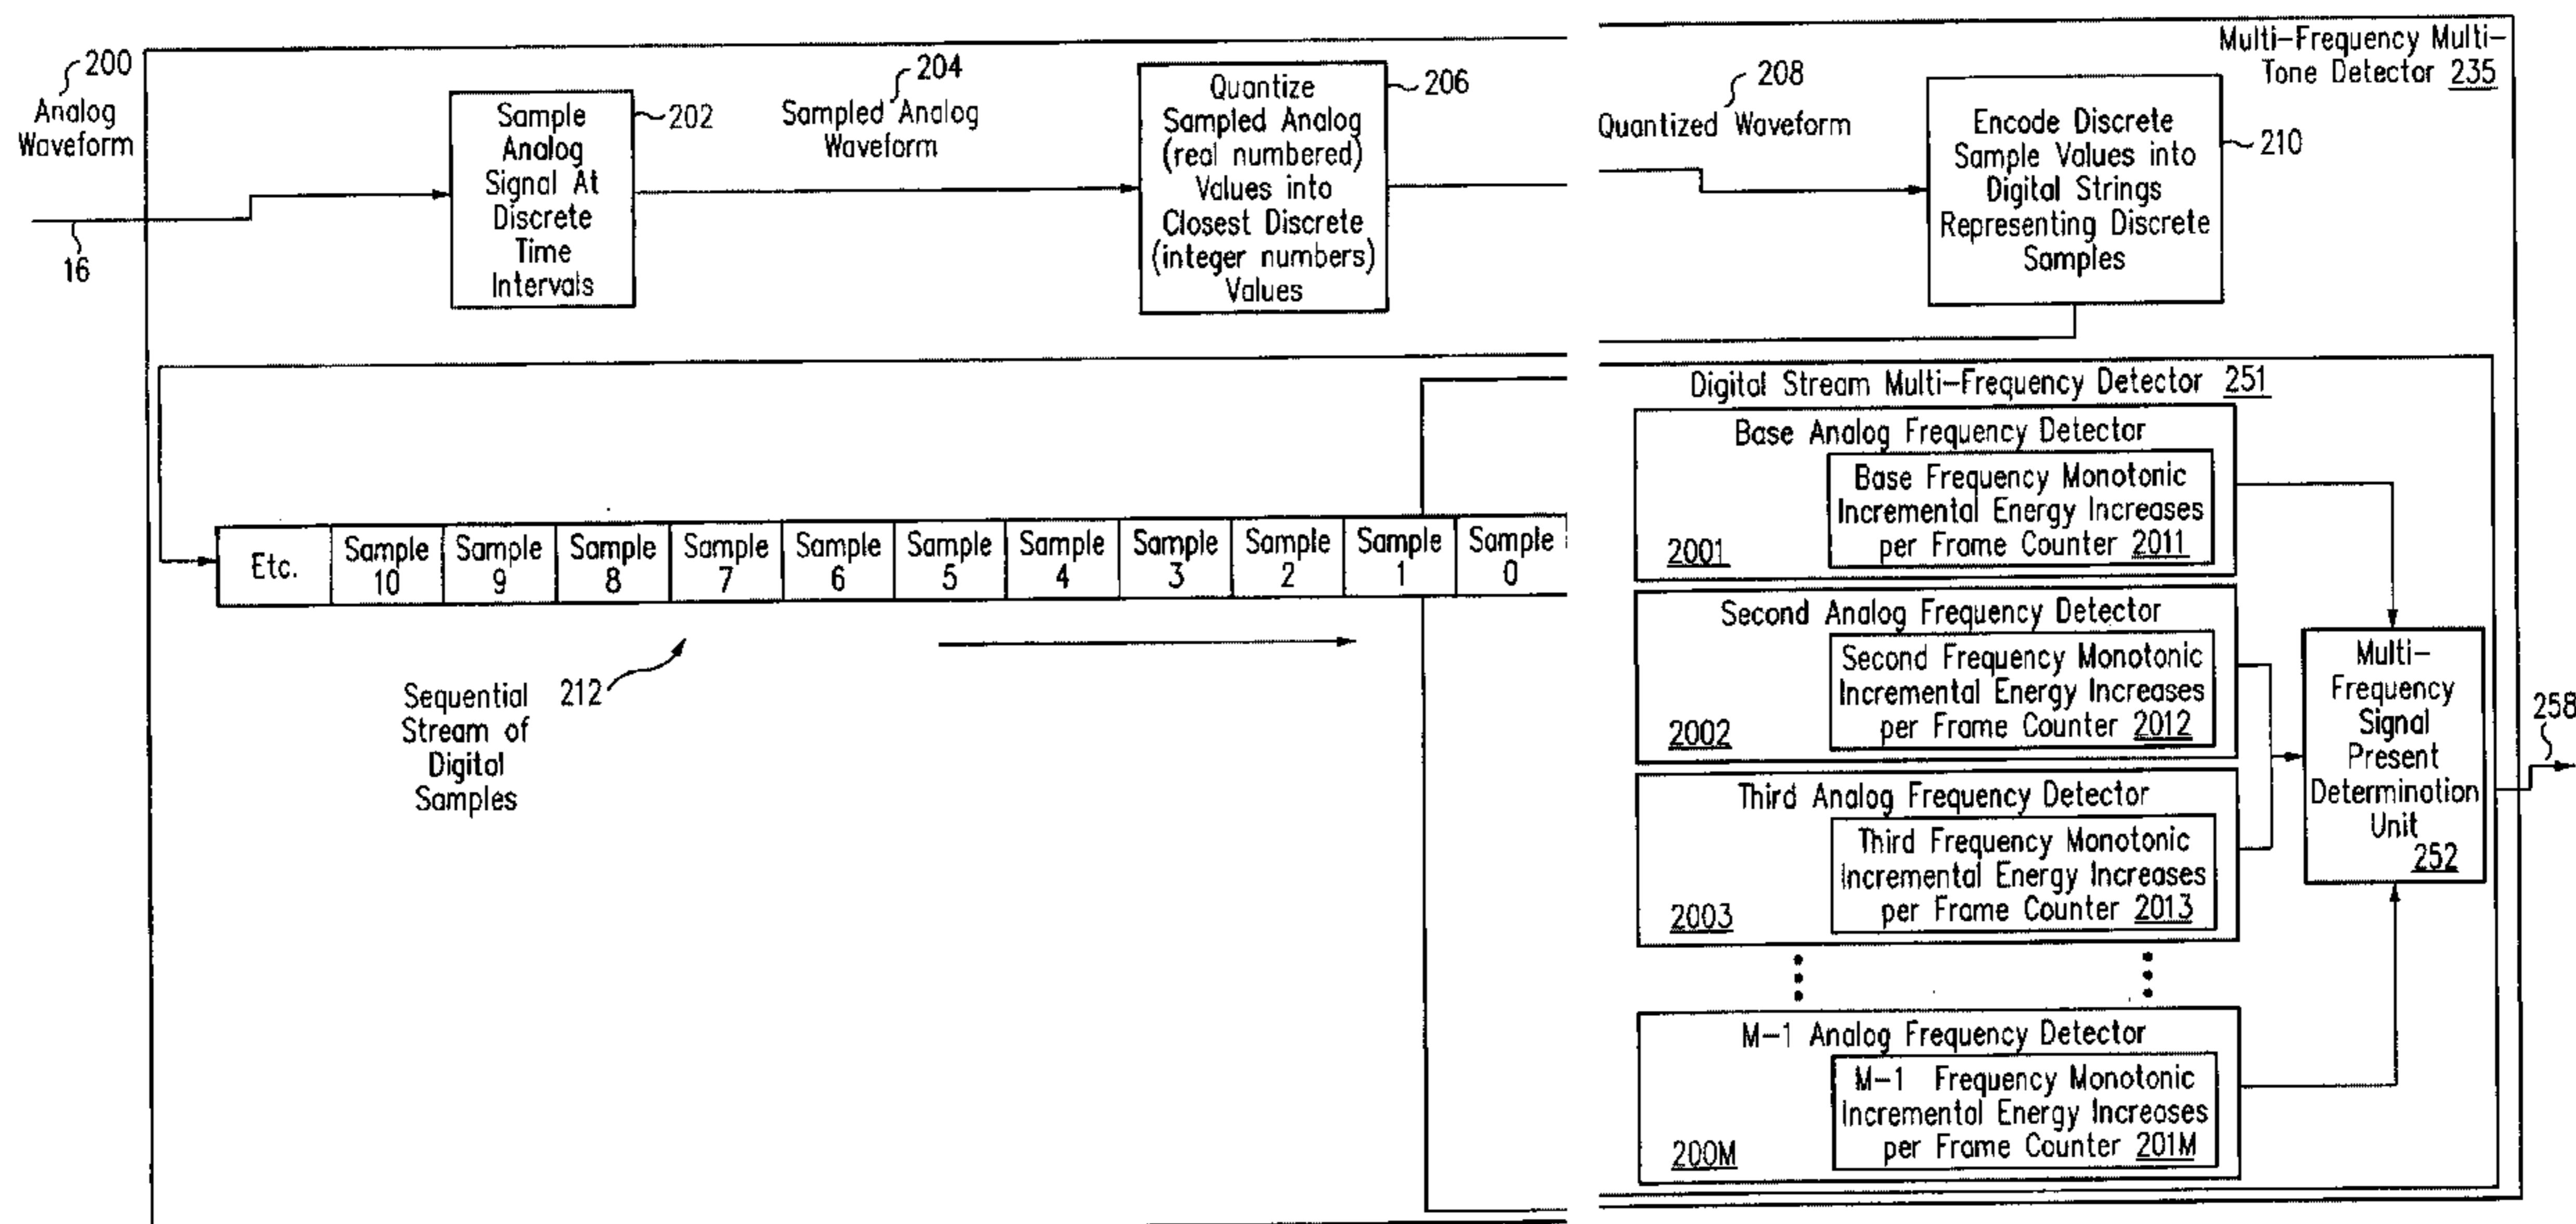 200
Analog
Waveform
16
Sample
Analog
Signal At
Discrete
Time
Intervals
202
204
Sampled Analog
Waveform
Quantize
Sampled Analog
(real numbered)
Values into
Closest Discrete
(integer numbers)
Values
206
208
Quantized Waveform
Encode Discrete
Sample Values into
Digital Strings
Representing Discrete
Samples
210
Multi-Frequency Multi-
Tone Detector 235
Etc.
Sample
10
Sample
9
Sample
8
Sample
7
Sample
6
Sample
5
Sample
4
Sample
3
Sample
2
Sample
1
Sample
0
Sequential
Stream of
Digital
Samples
212
Digital Stream Multi-Frequency Detector 251
Base Analog Frequency Detector
Base Frequency Monotonic
Incremental Energy Increases
per Frame Counter 2011
2001
Second Analog Frequency Detector
Second Frequency Monotonic
Incremental Energy Increases
per Frame Counter 2012
2002
Third Analog Frequency Detector
Third Frequency Monotonic
Incremental Energy Increases
per Frame Counter 2013
2003
M-1 Analog Frequency Detector
M-1 Frequency Monotonic
Incremental Energy Increases
per Frame Counter 201M
200M
Multi-
Frequency
Signal
Present
Determination
Unit
252
258